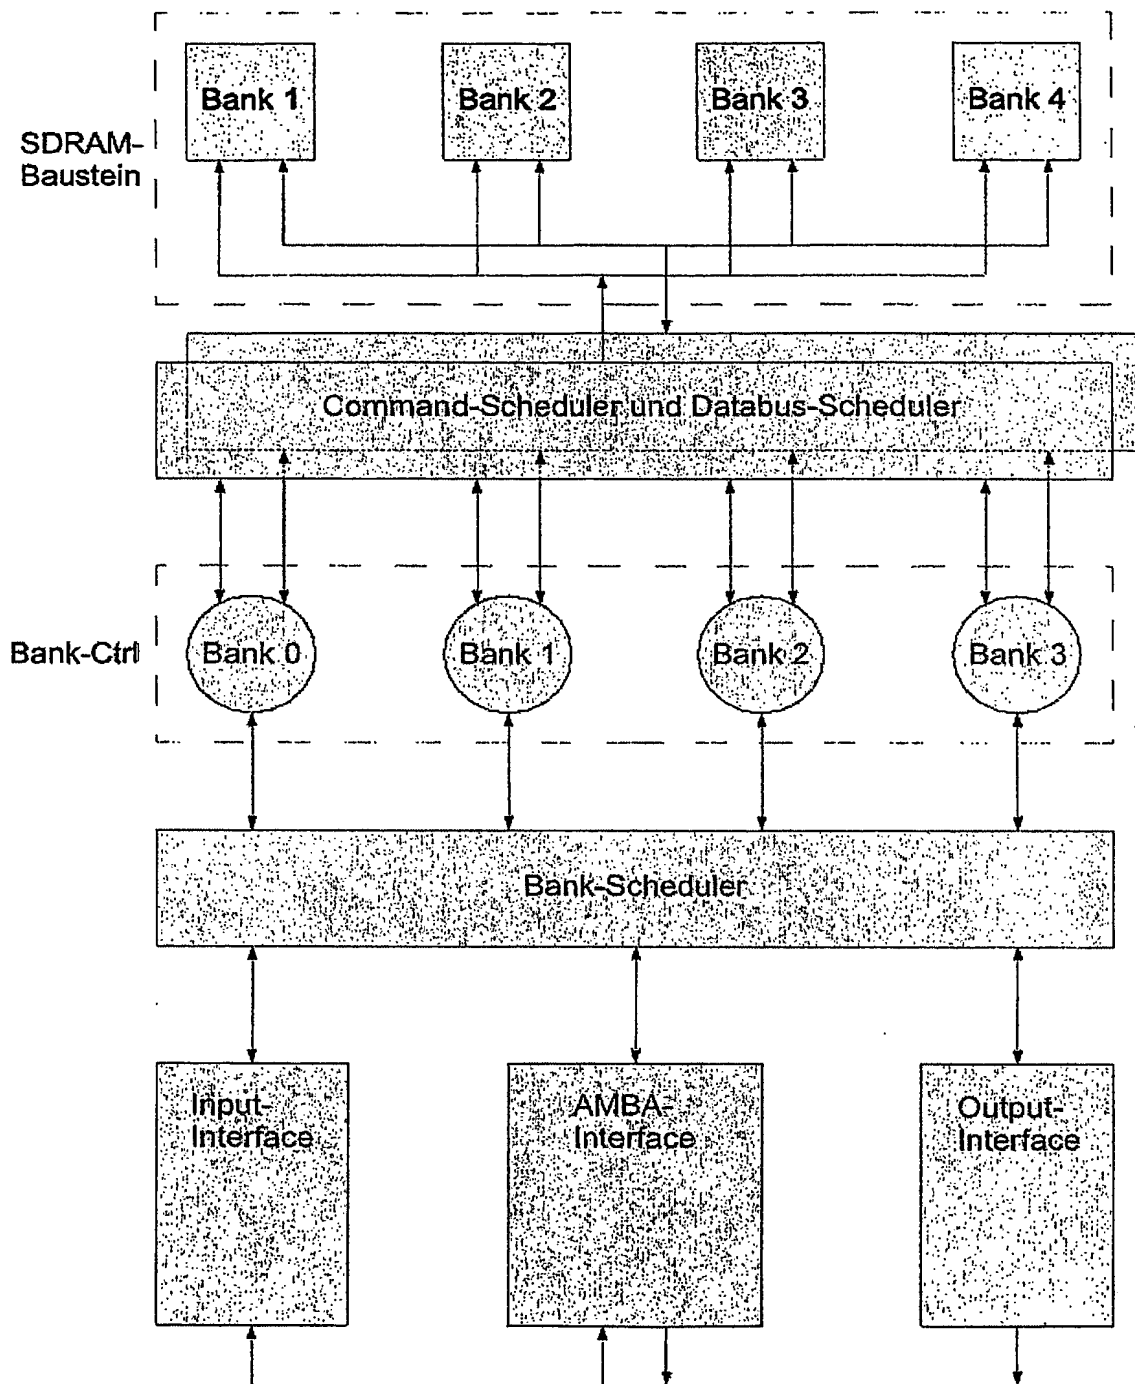 Bank 1
Bank 2
Bank 3
Bank 4
SDRAM-
Baustein
Command-Scheduler und Databus-Scheduler
Bank-Ctrl
Bank 0
Bank 1
Bank 2
Bank 3
Bank-Scheduler
Input-
Interface
AMBA-
Interface
Output-
Interface